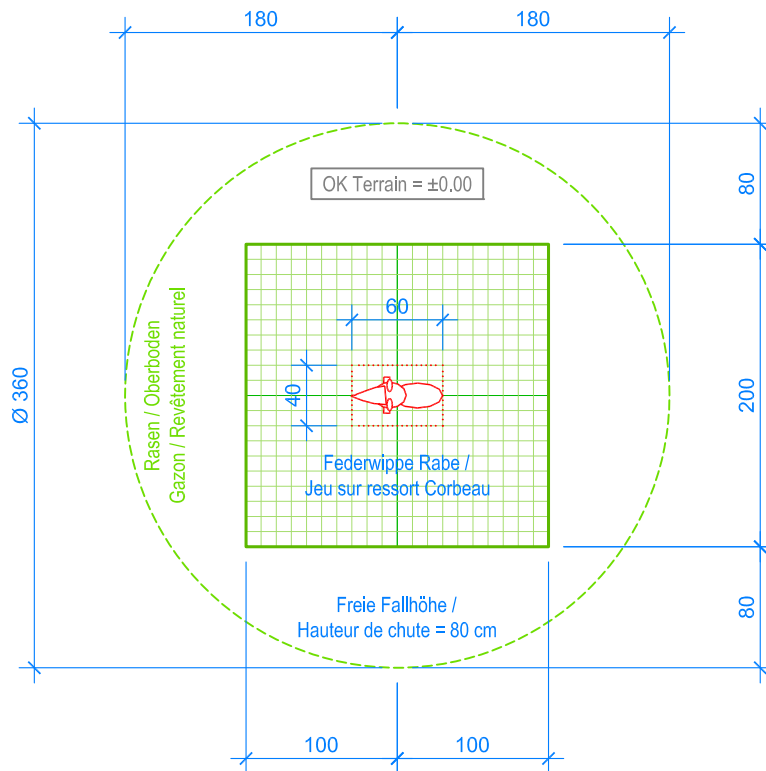 180
180
OK Terrain = ±0.00
80
60
Rasen / Oberboden
Gazon / Revêtement naturel
Ø 360
40
200
Federwippe Rabe /
Jeu sur ressort Corbeau
Freie Fallhöhe /
Hauteur de chute = 80 cm
80
100
100